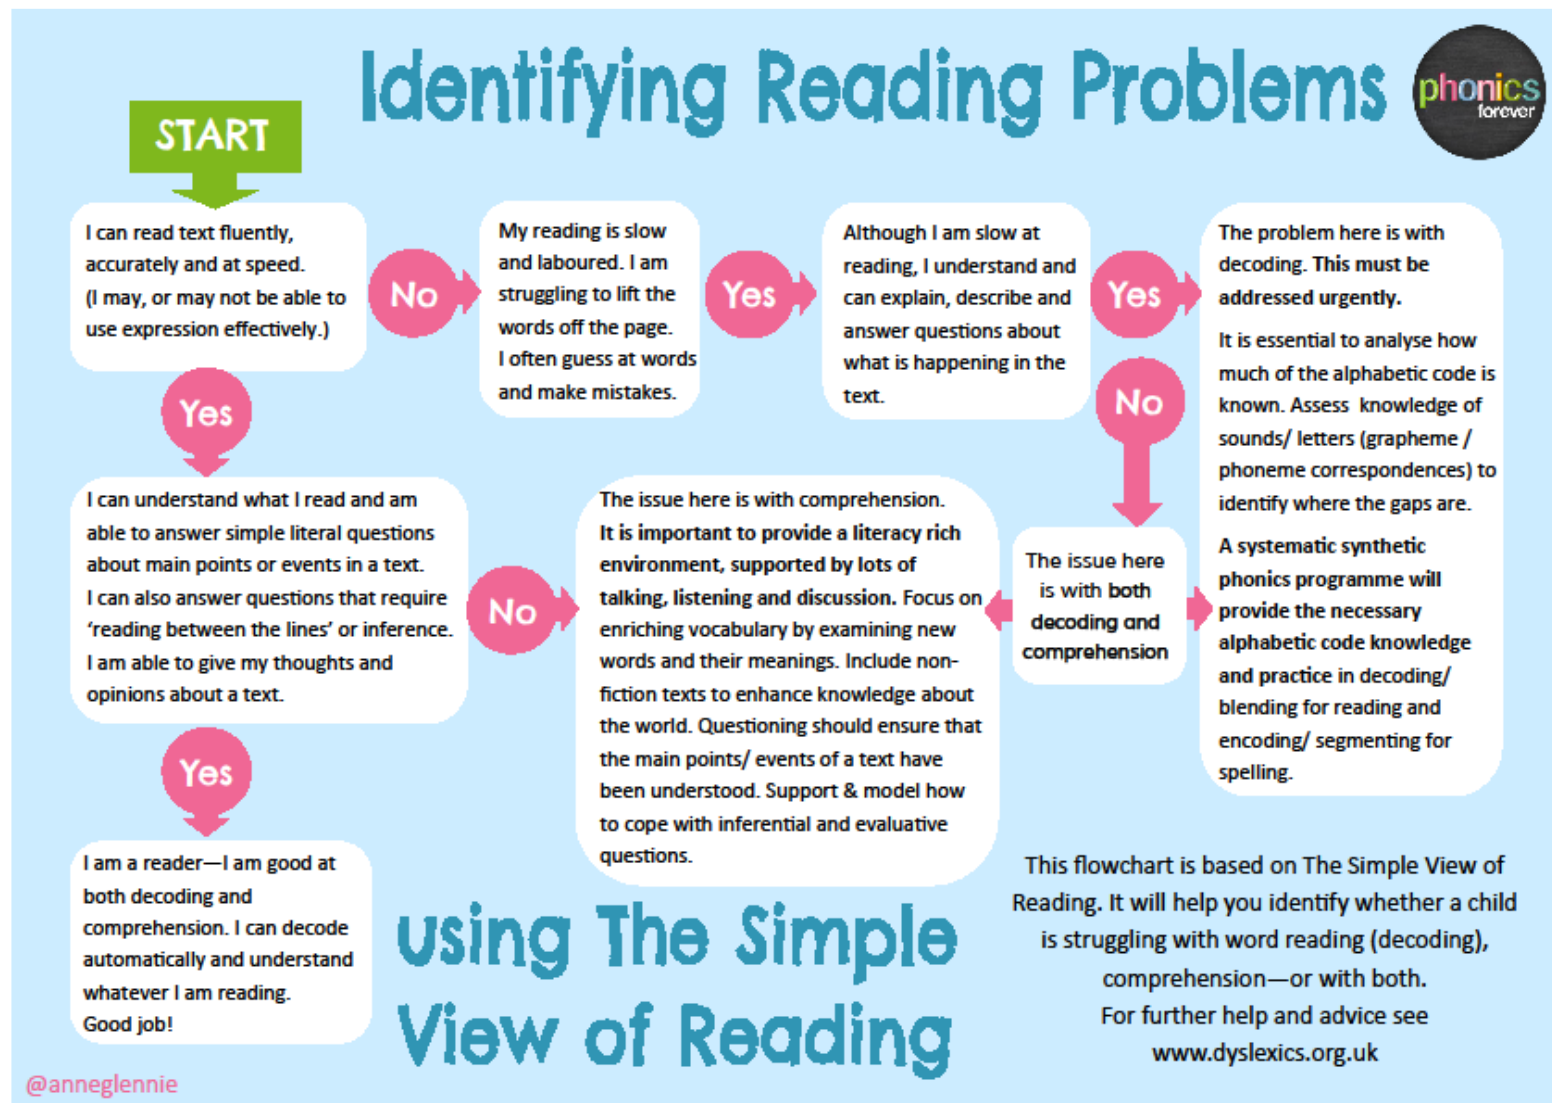 Identifying Reading Problems
phonics
forever
START
I can read text fluently,
accurately and at speed.
(I may, or may not be able to
use expression effectively.)
No
My reading is slow
and laboured. I am
struggling to lift the
words off the page.
I often guess at words
and make mistakes.
Yes
Although I am slow at
reading, I understand and
can explain, describe and
answer questions about
what is happening in the
text.
Yes
The problem here is with
decoding. This must be
addressed urgently.
It is essential to analyse how
much of the alphabetic code is
known. Assess knowledge of
sounds/ letters (grapheme /
phoneme correspondences) to
identify where the gaps are.
A systematic synthetic
phonics programme will
provide the necessary
alphabetic code knowledge
and practice in decoding/
blending for reading and
encoding/ segmenting for
spelling.
No
The issue here
is with both
decoding and
comprehension
Yes
I can understand what I read and am
able to answer simple literal questions
about main points or events in a text.
I can also answer questions that require
‘reading between the lines’ or inference.
I am able to give my thoughts and
opinions about a text.
No
The issue here is with comprehension.
It is important to provide a literacy rich
environment, supported by lots of
talking, listening and discussion. Focus on
enriching vocabulary by examining new
words and their meanings. Include non-
fiction texts to enhance knowledge about
the world. Questioning should ensure that
the main points/ events of a text have
been understood. Support & model how
to cope with inferential and evaluative
questions.
Yes
I am a reader—I am good at
both decoding and
comprehension. I can decode
automatically and understand
whatever I am reading.
Good job!
using The Simple
View of Reading
This flowchart is based on The Simple View of
Reading. It will help you identify whether a child
is struggling with word reading (decoding),
comprehension—or with both.
For further help and advice see
www.dyslexics.org.uk
@anneglennie